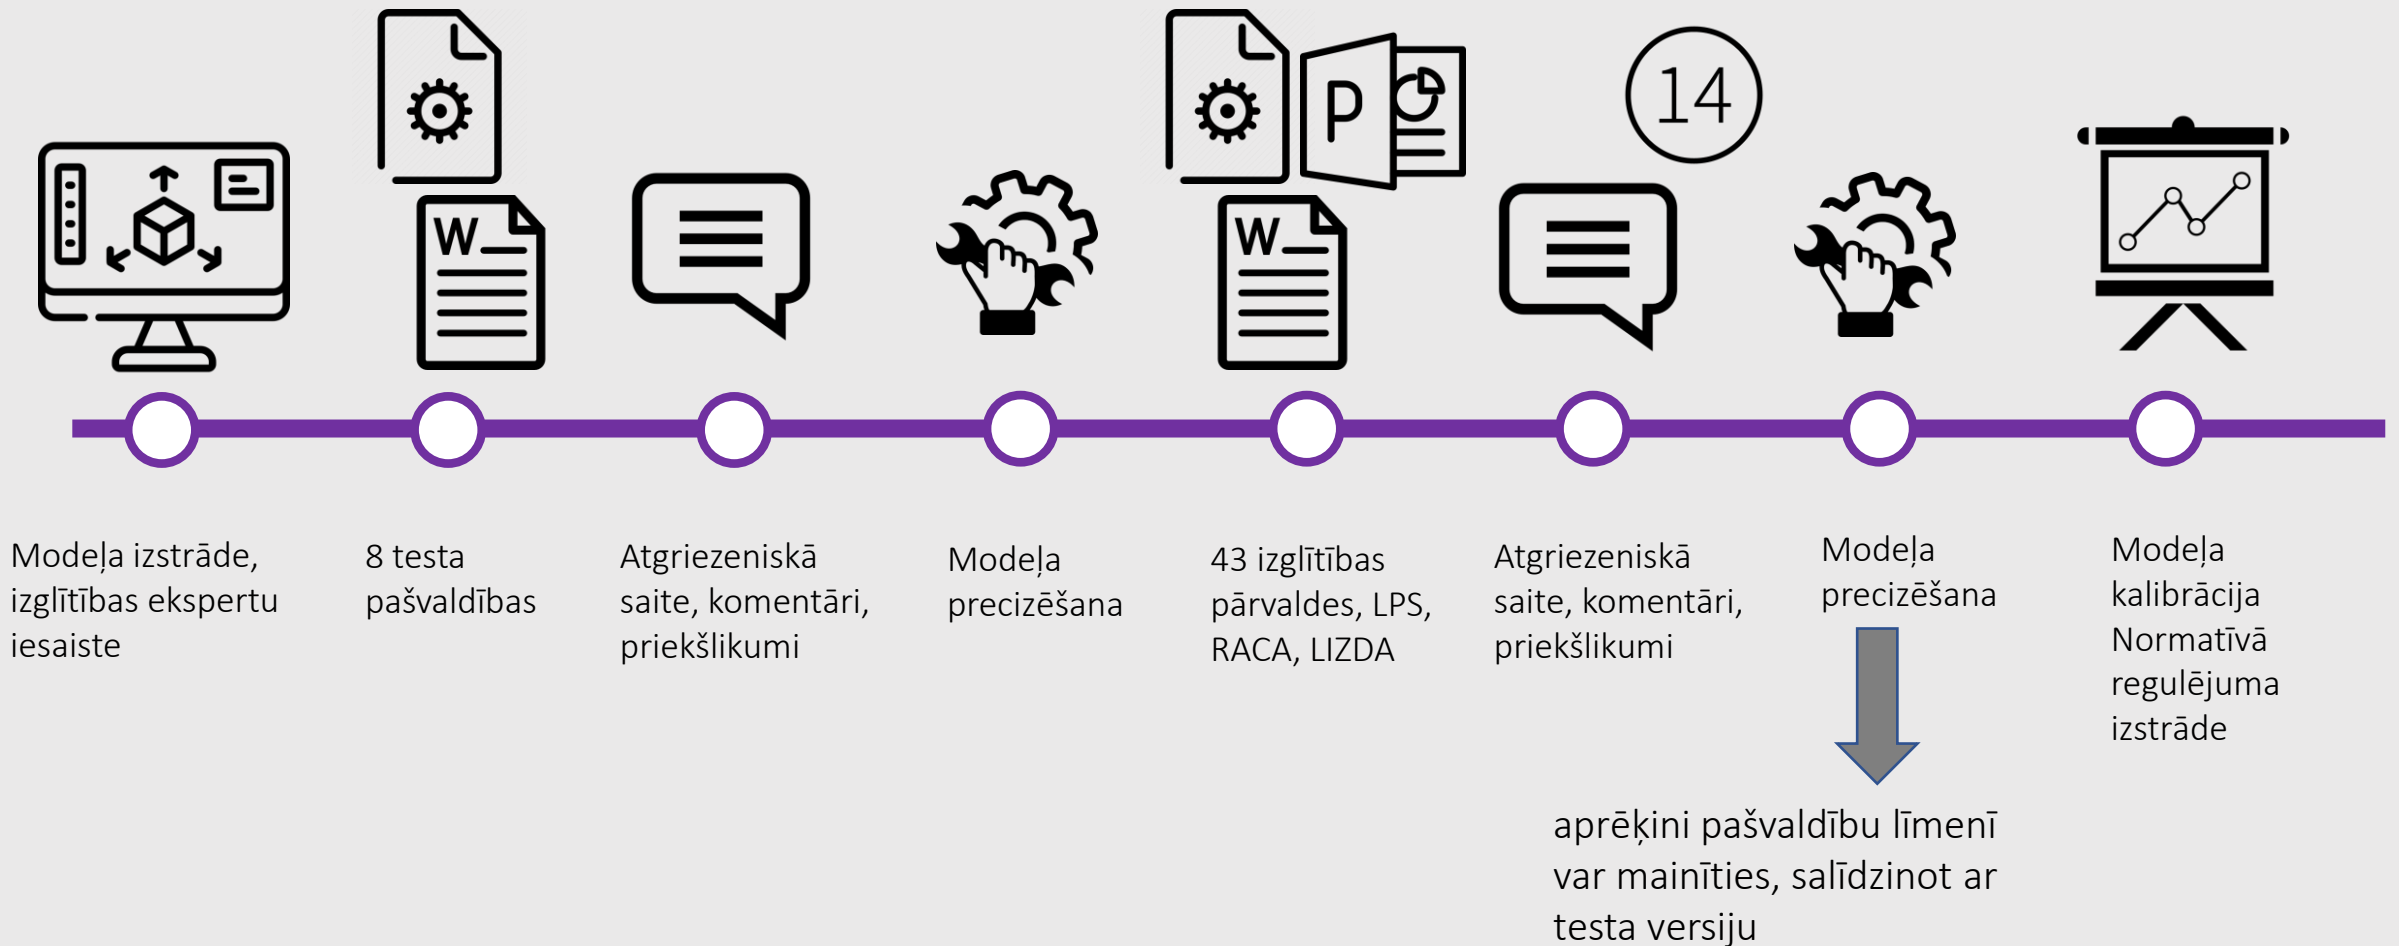 W
P
W
14
Modeļa izstrāde,
izglītības ekspertu
iesaiste
8 testa
pašvaldības
Atgriezeniskā
saite, komentāri,
priekšlikumi
Modeļa
precizēšana
43 izglītības
pārvaldes, LPS,
RACA, LIZDA
Atgriezeniskā
saite, komentāri,
priekšlikumi
Modeļa
precizēšana
Modeļa
kalibrācija
Normatīvā
regulējuma
izstrāde
aprēķini pašvaldību līmenī
var mainīties, salīdzinot ar
testa versiju